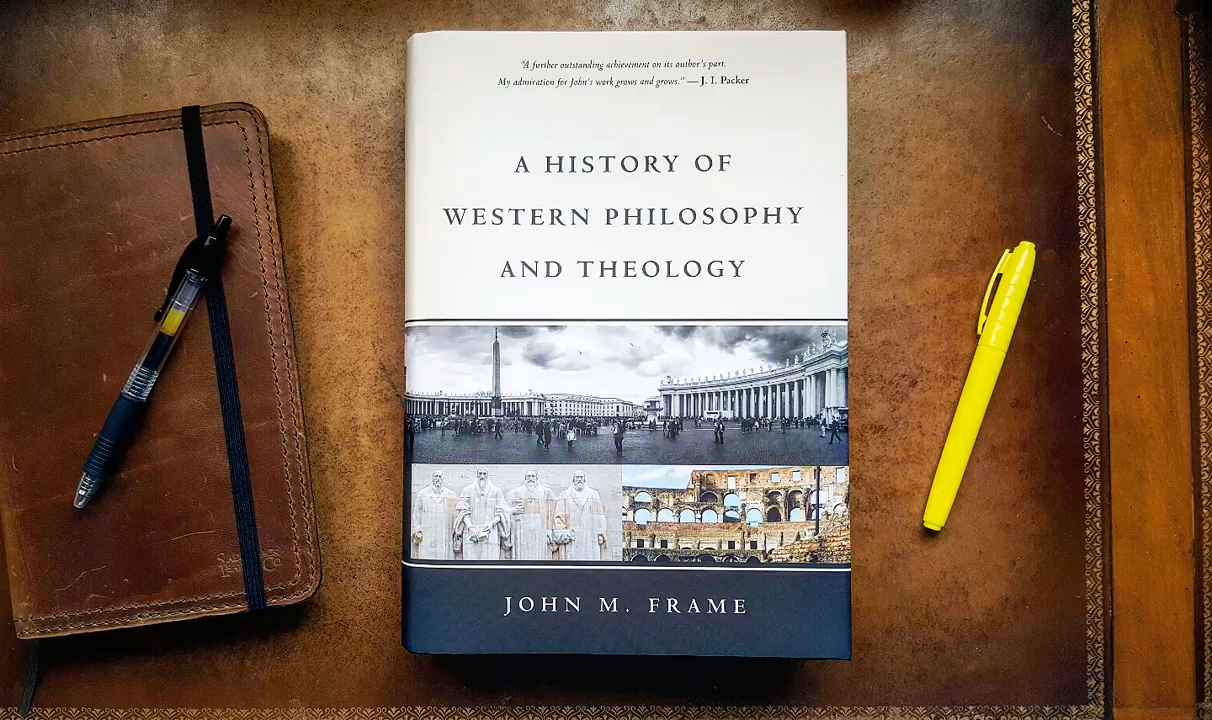 "A further outstanding achievement on its author's part.
My admiration for John's work grows and grows." — J. I. Packer
A HISTORY OF
WESTERN PHILOSOPHY
AND THEOLOGY
JOHN M. FRAME